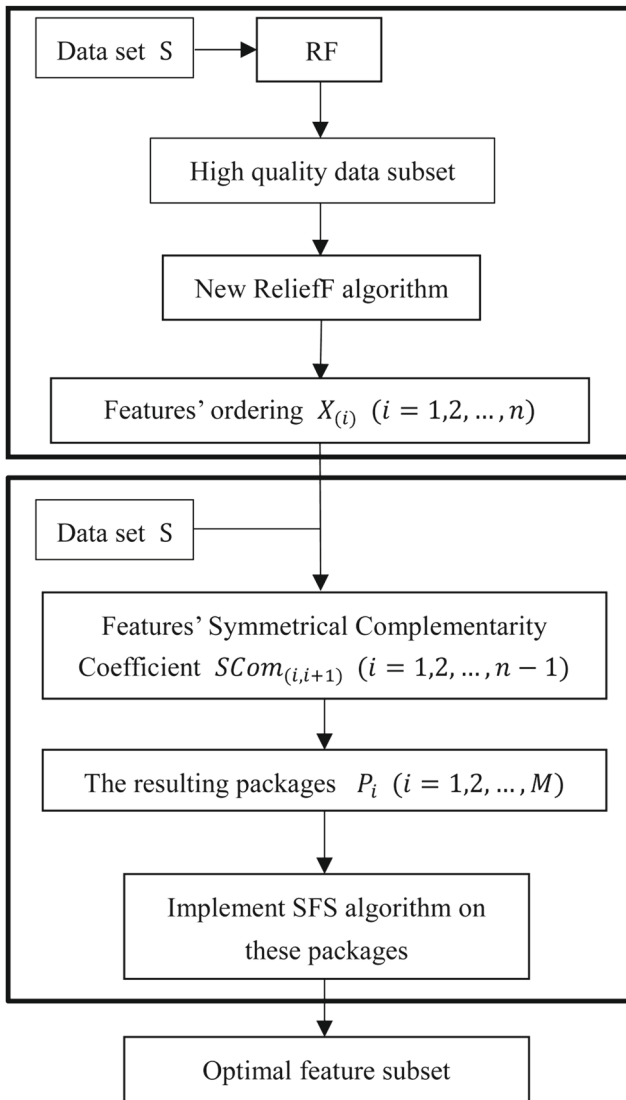 Data set S
RF
High quality data subset
New ReliefF algorithm
Features’ ordering X₍ᵢ₎ (i = 1,2, … , n)
Data set S
Features’ Symmetrical Complementarity
Coefficient SCom₍ᵢ,ᵢ₊₁₎ (i = 1,2, … , n − 1)
The resulting packages Pᵢ (i = 1,2, … , M)
Implement SFS algorithm on
these packages
Optimal feature subset